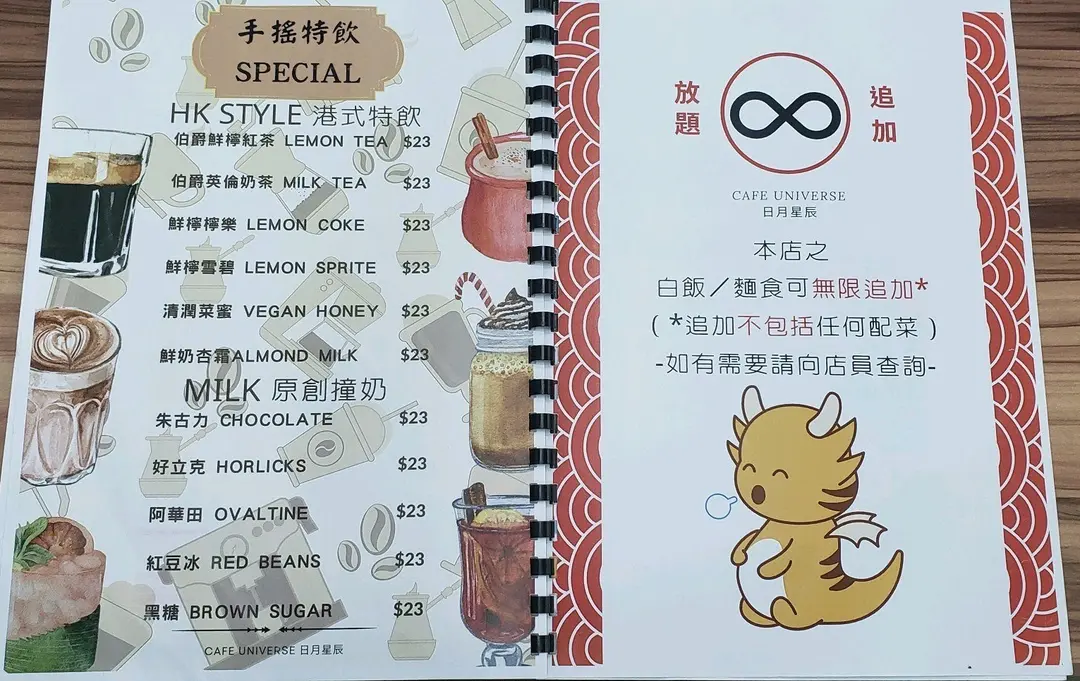 手搖特飲
SPECIAL
HK STYLE 港式特飲
伯爵鮮檸紅茶 LEMON TEA $23
伯爵英倫奶茶 MILK TEA $23
鮮檸檸樂 LEMON COKE $23
鮮檸雪碧 LEMON SPRITE $23
清潤菜蜜 VEGAN HONEY $23
鮮奶杏霜ALMOND MILK $23
MILK 原創撞奶
朱古力 CHOCOLATE $23
好立克 HORLICKS $23
阿華田 OVALTINE $23
紅豆冰 RED BEANS $23
黑糖 BROWN SUGAR $23
CAFE UNIVERSE 日月星辰
放題 追加
CAFE UNIVERSE
日月星辰
本店之
白飯／麵食可無限追加*
(*追加不包括任何配菜)
-如有需要請向店員查詢-